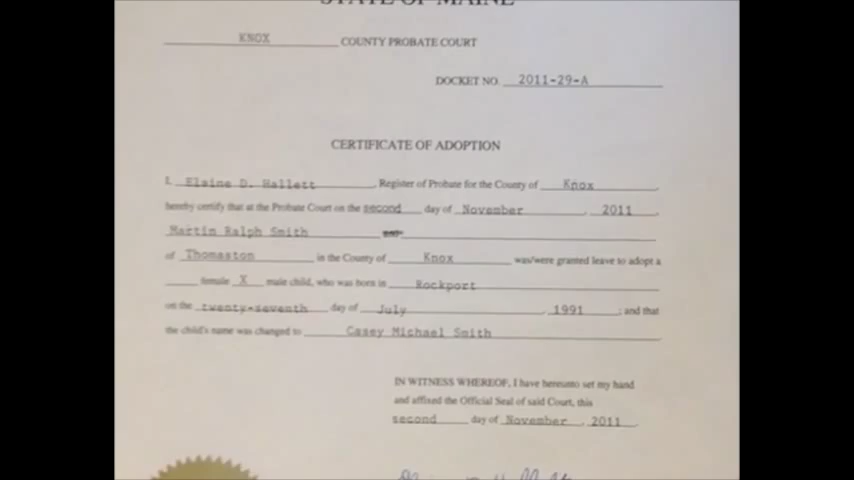 STATE OF MAINE
KNOX COUNTY PROBATE COURT
DOCKET NO. 2011-29-A
CERTIFICATE OF ADOPTION
I, Elaine D. Hallett, Register of Probate for the County of Knox,
hereby certify that at the Probate Court on the second day of November, 2011,
Martin Ralph Smith
of Thomaston in the County of Knox was/were granted leave to adopt a
female X male child, who was born in Rockport
on the twenty-seventh day of July, 1991; and that
the child's name was changed to Casey Michael Smith.
IN WITNESS WHEREOF, I have hereunto set my hand
and affixed the Official Seal of said Court, this
second day of November, 2011.